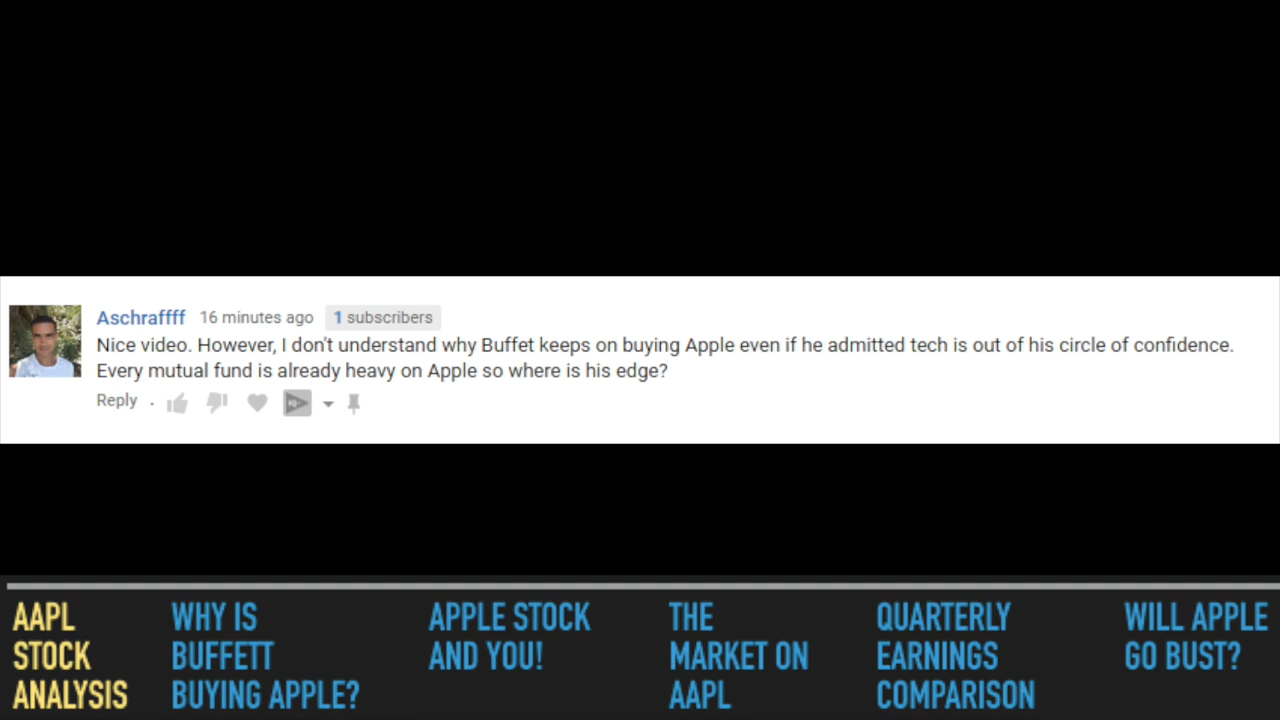 Aschraffff 16 minutes ago 1 subscribers
Nice video. However, I don't understand why Buffet keeps on buying Apple even if he admitted tech is out of his circle of confidence.
Every mutual fund is already heavy on Apple so where is his edge?
Reply .
AAPL
STOCK
ANALYSIS
WHY IS
BUFFETT
BUYING APPLE?
APPLE STOCK
AND YOU!
THE
MARKET ON
AAPL
QUARTERLY
EARNINGS
COMPARISON
WILL APPLE
GO BUST?